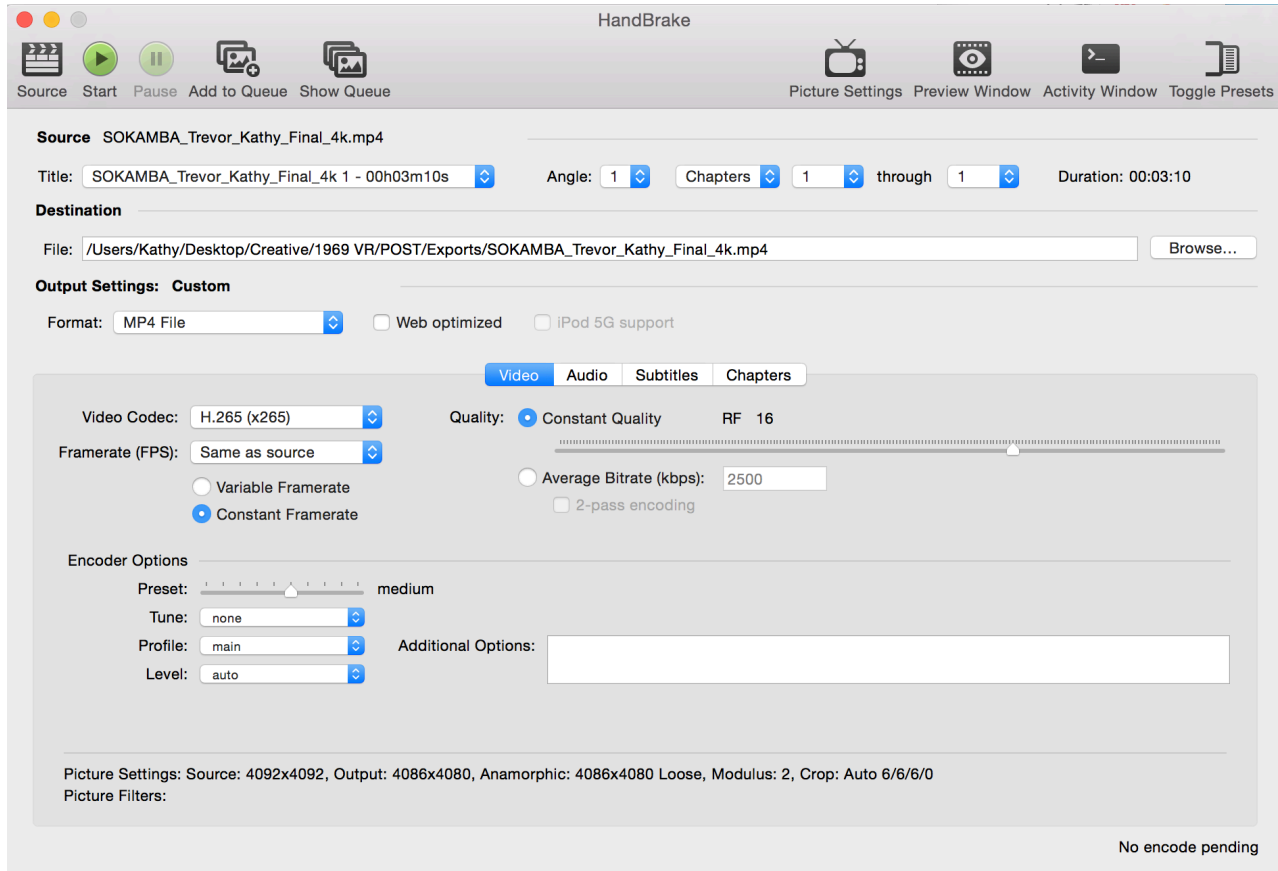 HandBrake
Source Start Pause Add to Queue Show Queue Picture Settings Preview Window Activity Window Toggle Presets
Source SOKAMBA_Trevor_Kathy_Final_4k.mp4
Title: SOKAMBA_Trevor_Kathy_Final_4k 1 - 00h03m10s Angle: 1 Chapters 1 through 1 Duration: 00:03:10
Destination
File: /Users/Kathy/Desktop/Creative/1969 VR/POST/Exports/SOKAMBA_Trevor_Kathy_Final_4k.mp4 Browse...
Output Settings: Custom
Format: MP4 File Web optimized iPod 5G support
Video Audio Subtitles Chapters
Video Codec: H.265 (x265) Quality: Constant Quality RF 16
Framerate (FPS): Same as source
Average Bitrate (kbps): 2500
Variable Framerate
2-pass encoding
Constant Framerate
Encoder Options
Preset: medium
Tune: none
Profile: main Additional Options:
Level: auto
Picture Settings: Source: 4092x4092, Output: 4086x4080, Anamorphic: 4086x4080 Loose, Modulus: 2, Crop: Auto 6/6/6/0
Picture Filters:
No encode pending